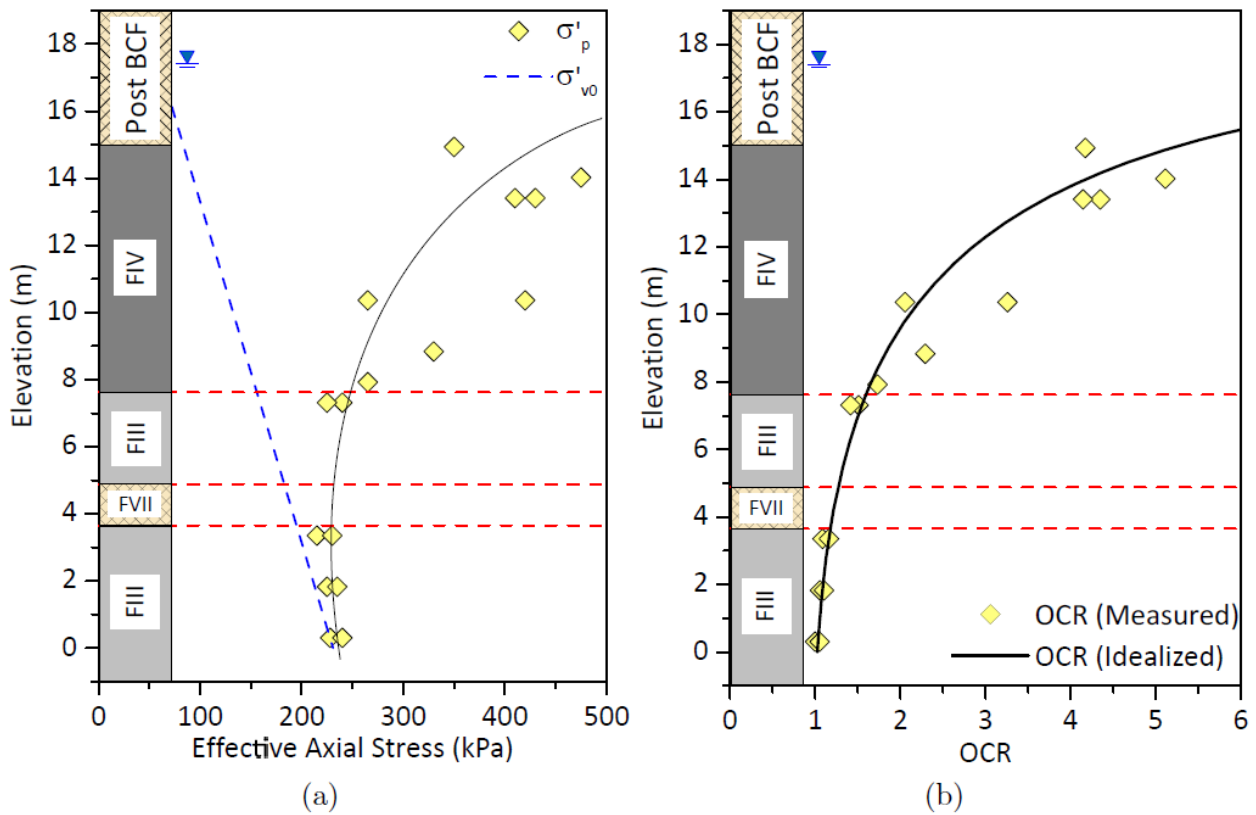 18
16
14
12
10
8
6
4
2
0
Elevation (m)
Post BCF
FIV
FIII
FVII
FIII
σ'p
σ'v0
0 100 200 300 400 500
Effective Axial Stress (kPa)
(a)
18
16
14
12
10
8
6
4
2
0
Elevation (m)
Post BCF
FIV
FIII
FVII
FIII
OCR (Measured)
OCR (Idealized)
0 1 2 3 4 5 6
OCR
(b)